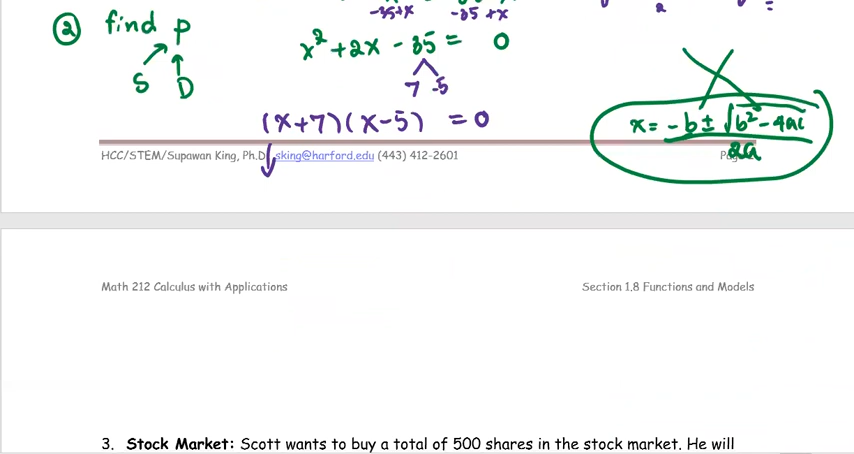 -35+x -35+x
② find p
x² + 2x - 35 = 0
S D
7 -5
(x+7)(x-5) = 0
x = -b ± √b² - 4ac
2a
HCC/STEM/Supawan King, Ph.D sking@harford.edu (443) 412-2601
Math 212 Calculus with Applications Section 1.8 Functions and Models
3. Stock Market: Scott wants to buy a total of 500 shares in the stock market. He will